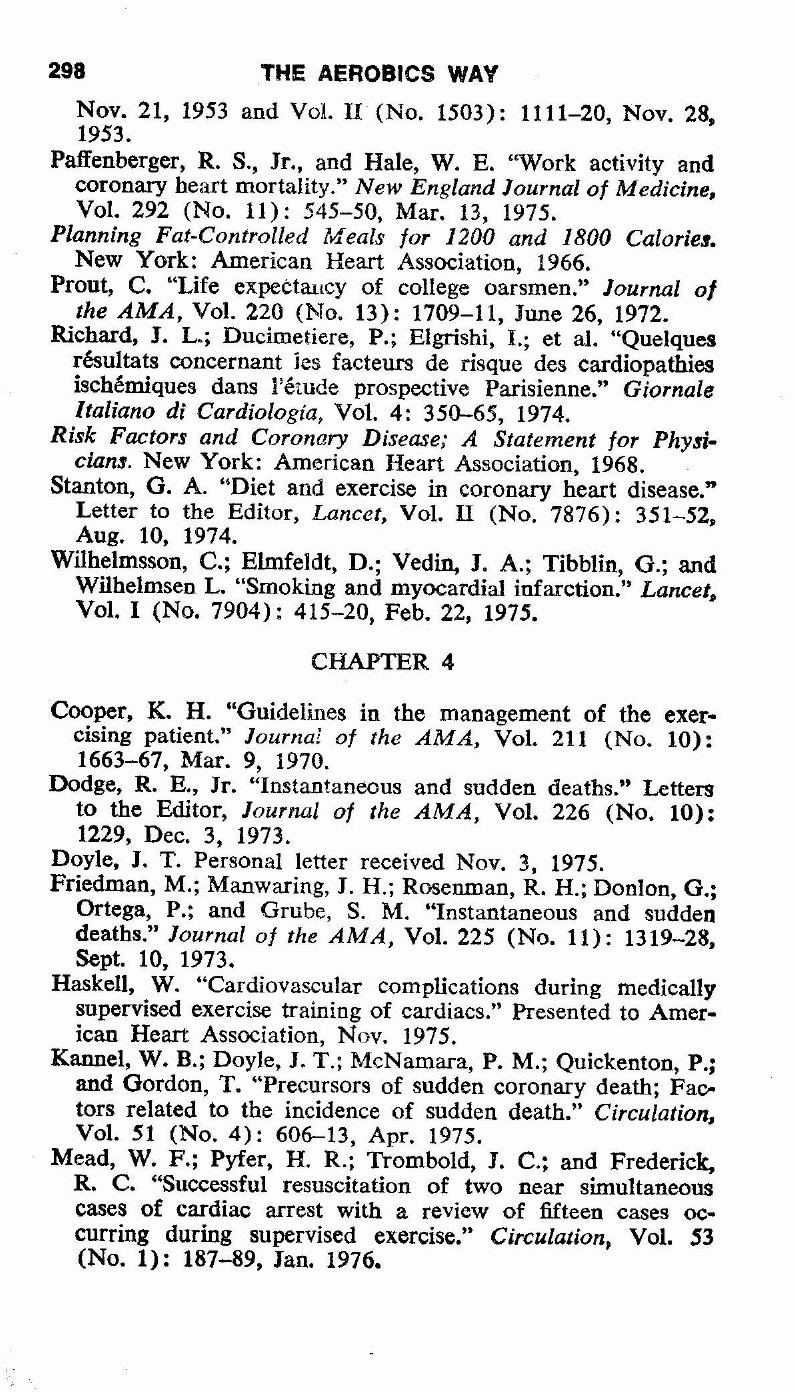 298 THE AEROBICS WAY
Nov. 21, 1953 and Vol. II (No. 1503): 1111–20, Nov. 28,
1953.
Paffenberger, R. S., Jr., and Hale, W. E. “Work activity and
coronary heart mortality.” New England Journal of Medicine,
Vol. 292 (No. 11): 545–50, Mar. 13, 1975.
Planning Fat-Controlled Meals for 1200 and 1800 Calories.
New York: American Heart Association, 1966.
Prout, C. “Life expectancy of college oarsmen.” Journal of
the AMA, Vol. 220 (No. 13): 1709–11, June 26, 1972.
Richard, J. L.; Ducimetiere, P.; Elgrishi, I.; et al. “Quelques
résultats concernant les facteurs de risque des cardiopathies
ischémiques dans l’étude prospective Parisienne.” Giornale
Italiano di Cardiologia, Vol. 4: 350–65, 1974.
Risk Factors and Coronary Disease; A Statement for Physi-
cians. New York: American Heart Association, 1968.
Stanton, G. A. “Diet and exercise in coronary heart disease.”
Letter to the Editor, Lancet, Vol. II (No. 7876): 351–52,
Aug. 10, 1974.
Wilhelmsson, C.; Elmfeldt, D.; Vedin, J. A.; Tibblin, G.; and
Wilhelmsen L. “Smoking and myocardial infarction.” Lancet,
Vol. I (No. 7904): 415–20, Feb. 22, 1975.
CHAPTER 4
Cooper, K. H. “Guidelines in the management of the exer-
cising patient.” Journal of the AMA, Vol. 211 (No. 10):
1663–67, Mar. 9, 1970.
Dodge, R. E., Jr. “Instantaneous and sudden deaths.” Letters
to the Editor, Journal of the AMA, Vol. 226 (No. 10):
1229, Dec. 3, 1973.
Doyle, J. T. Personal letter received Nov. 3, 1975.
Friedman, M.; Manwaring, J. H.; Rosenman, R. H.; Donlon, G.;
Ortega, P.; and Grube, S. M. “Instantaneous and sudden
deaths.” Journal of the AMA, Vol. 225 (No. 11): 1319–28,
Sept. 10, 1973.
Haskell, W. “Cardiovascular complications during medically
supervised exercise training of cardiacs.” Presented to Amer-
ican Heart Association, Nov. 1975.
Kannel, W. B.; Doyle, J. T.; McNamara, P. M.; Quickenton, P.;
and Gordon, T. “Precursors of sudden coronary death; Fac-
tors related to the incidence of sudden death.” Circulation,
Vol. 51 (No. 4): 606–13, Apr. 1975.
Mead, W. F.; Pyfer, H. R.; Trombold, J. C.; and Frederick,
R. C. “Successful resuscitation of two near simultaneous
cases of cardiac arrest with a review of fifteen cases oc-
curring during supervised exercise.” Circulation, Vol. 53
(No. 1): 187–89, Jan. 1976.